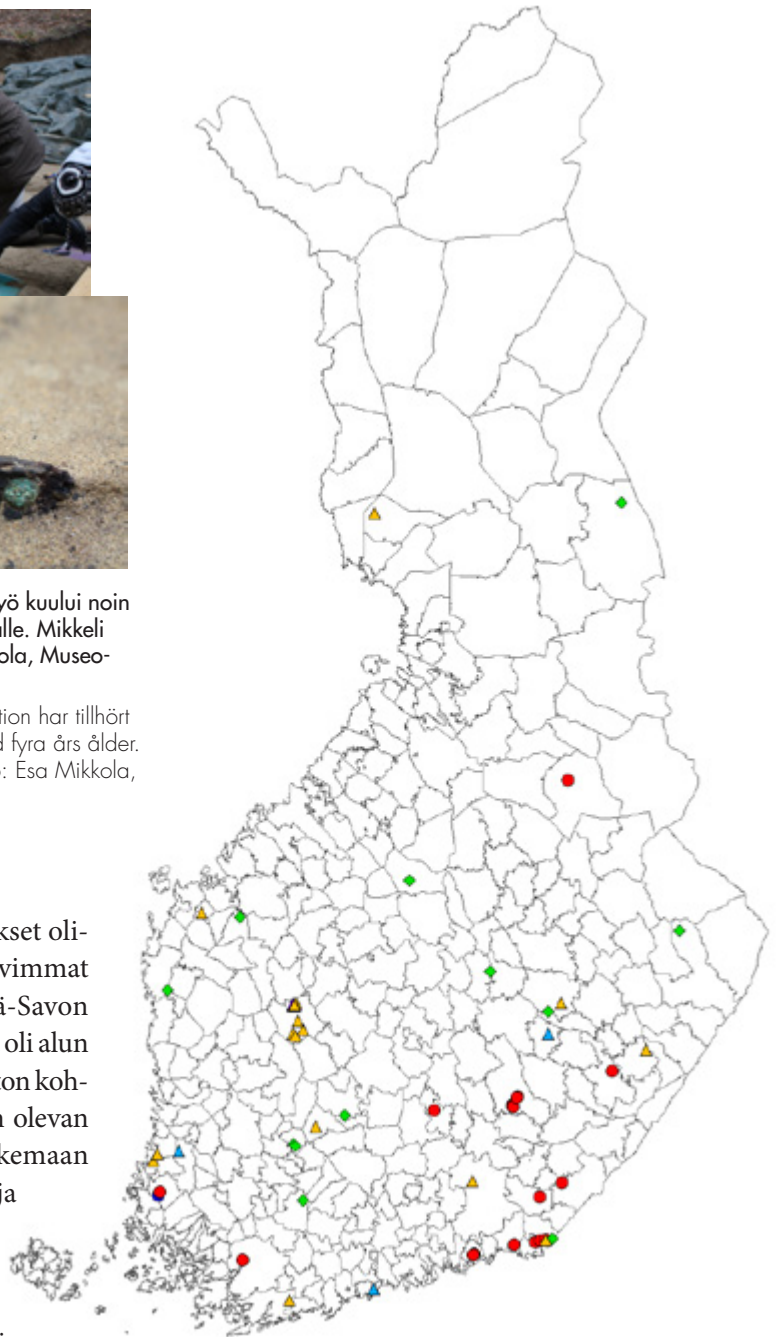 yö kuului noin
lle. Mikkeli
ola, Museo-
tion har tillhört
d fyra års ålder.
: Esa Mikkola,
kset oli-
vimmat
ä-Savon
oli alun
ton koh-
olevan
kemaan
ja